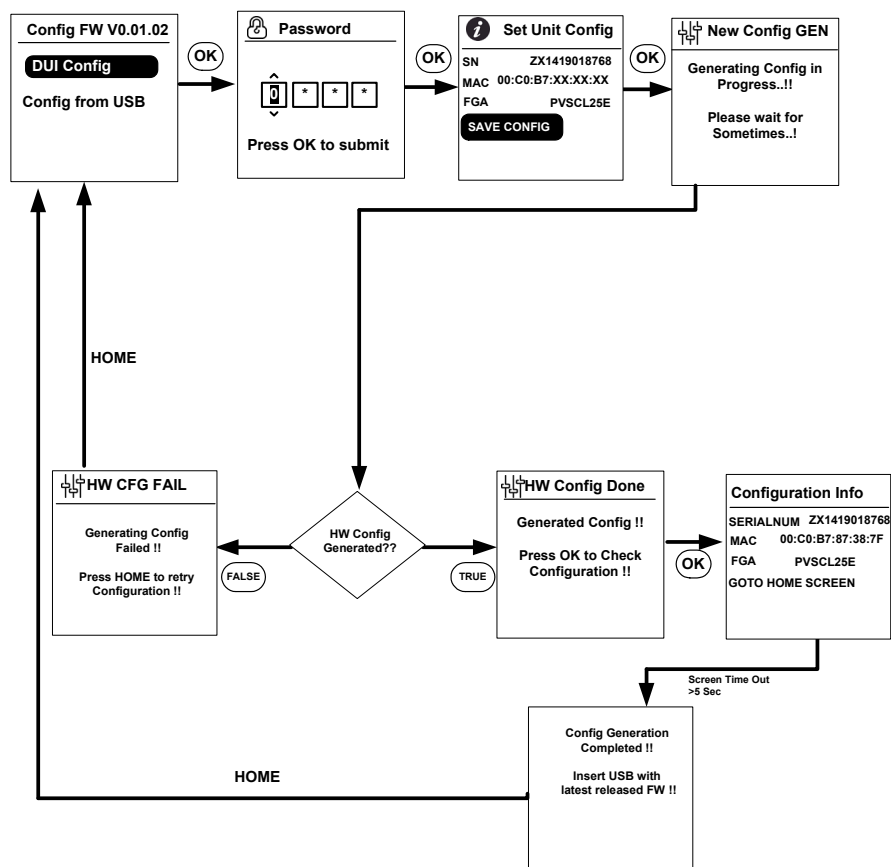 Config FW V0.01.02
DUI Config
Config from USB
OK
Password
0 * * *
Press OK to submit
OK
Set Unit Config
SN ZX1419018768
MAC 00:C0:B7:XX:XX:XX
FGA PVSCL25E
SAVE CONFIG
OK
New Config GEN
Generating Config in
Progress..!!
Please wait for
Sometimes..!
HOME
HW CFG FAIL
Generating Config
Failed !!
Press HOME to retry
Configuration !!
FALSE
HW Config
Generated??
TRUE
HW Config Done
Generated Config !!
Press OK to Check
Configuration !!
OK
Configuration Info
SERIALNUM ZX1419018768
MAC 00:C0:B7:87:38:7F
FGA PVSCL25E
GOTO HOME SCREEN
Screen Time Out
>5 Sec
Config Generation
Completed !!
Insert USB with
latest released FW !!
HOME